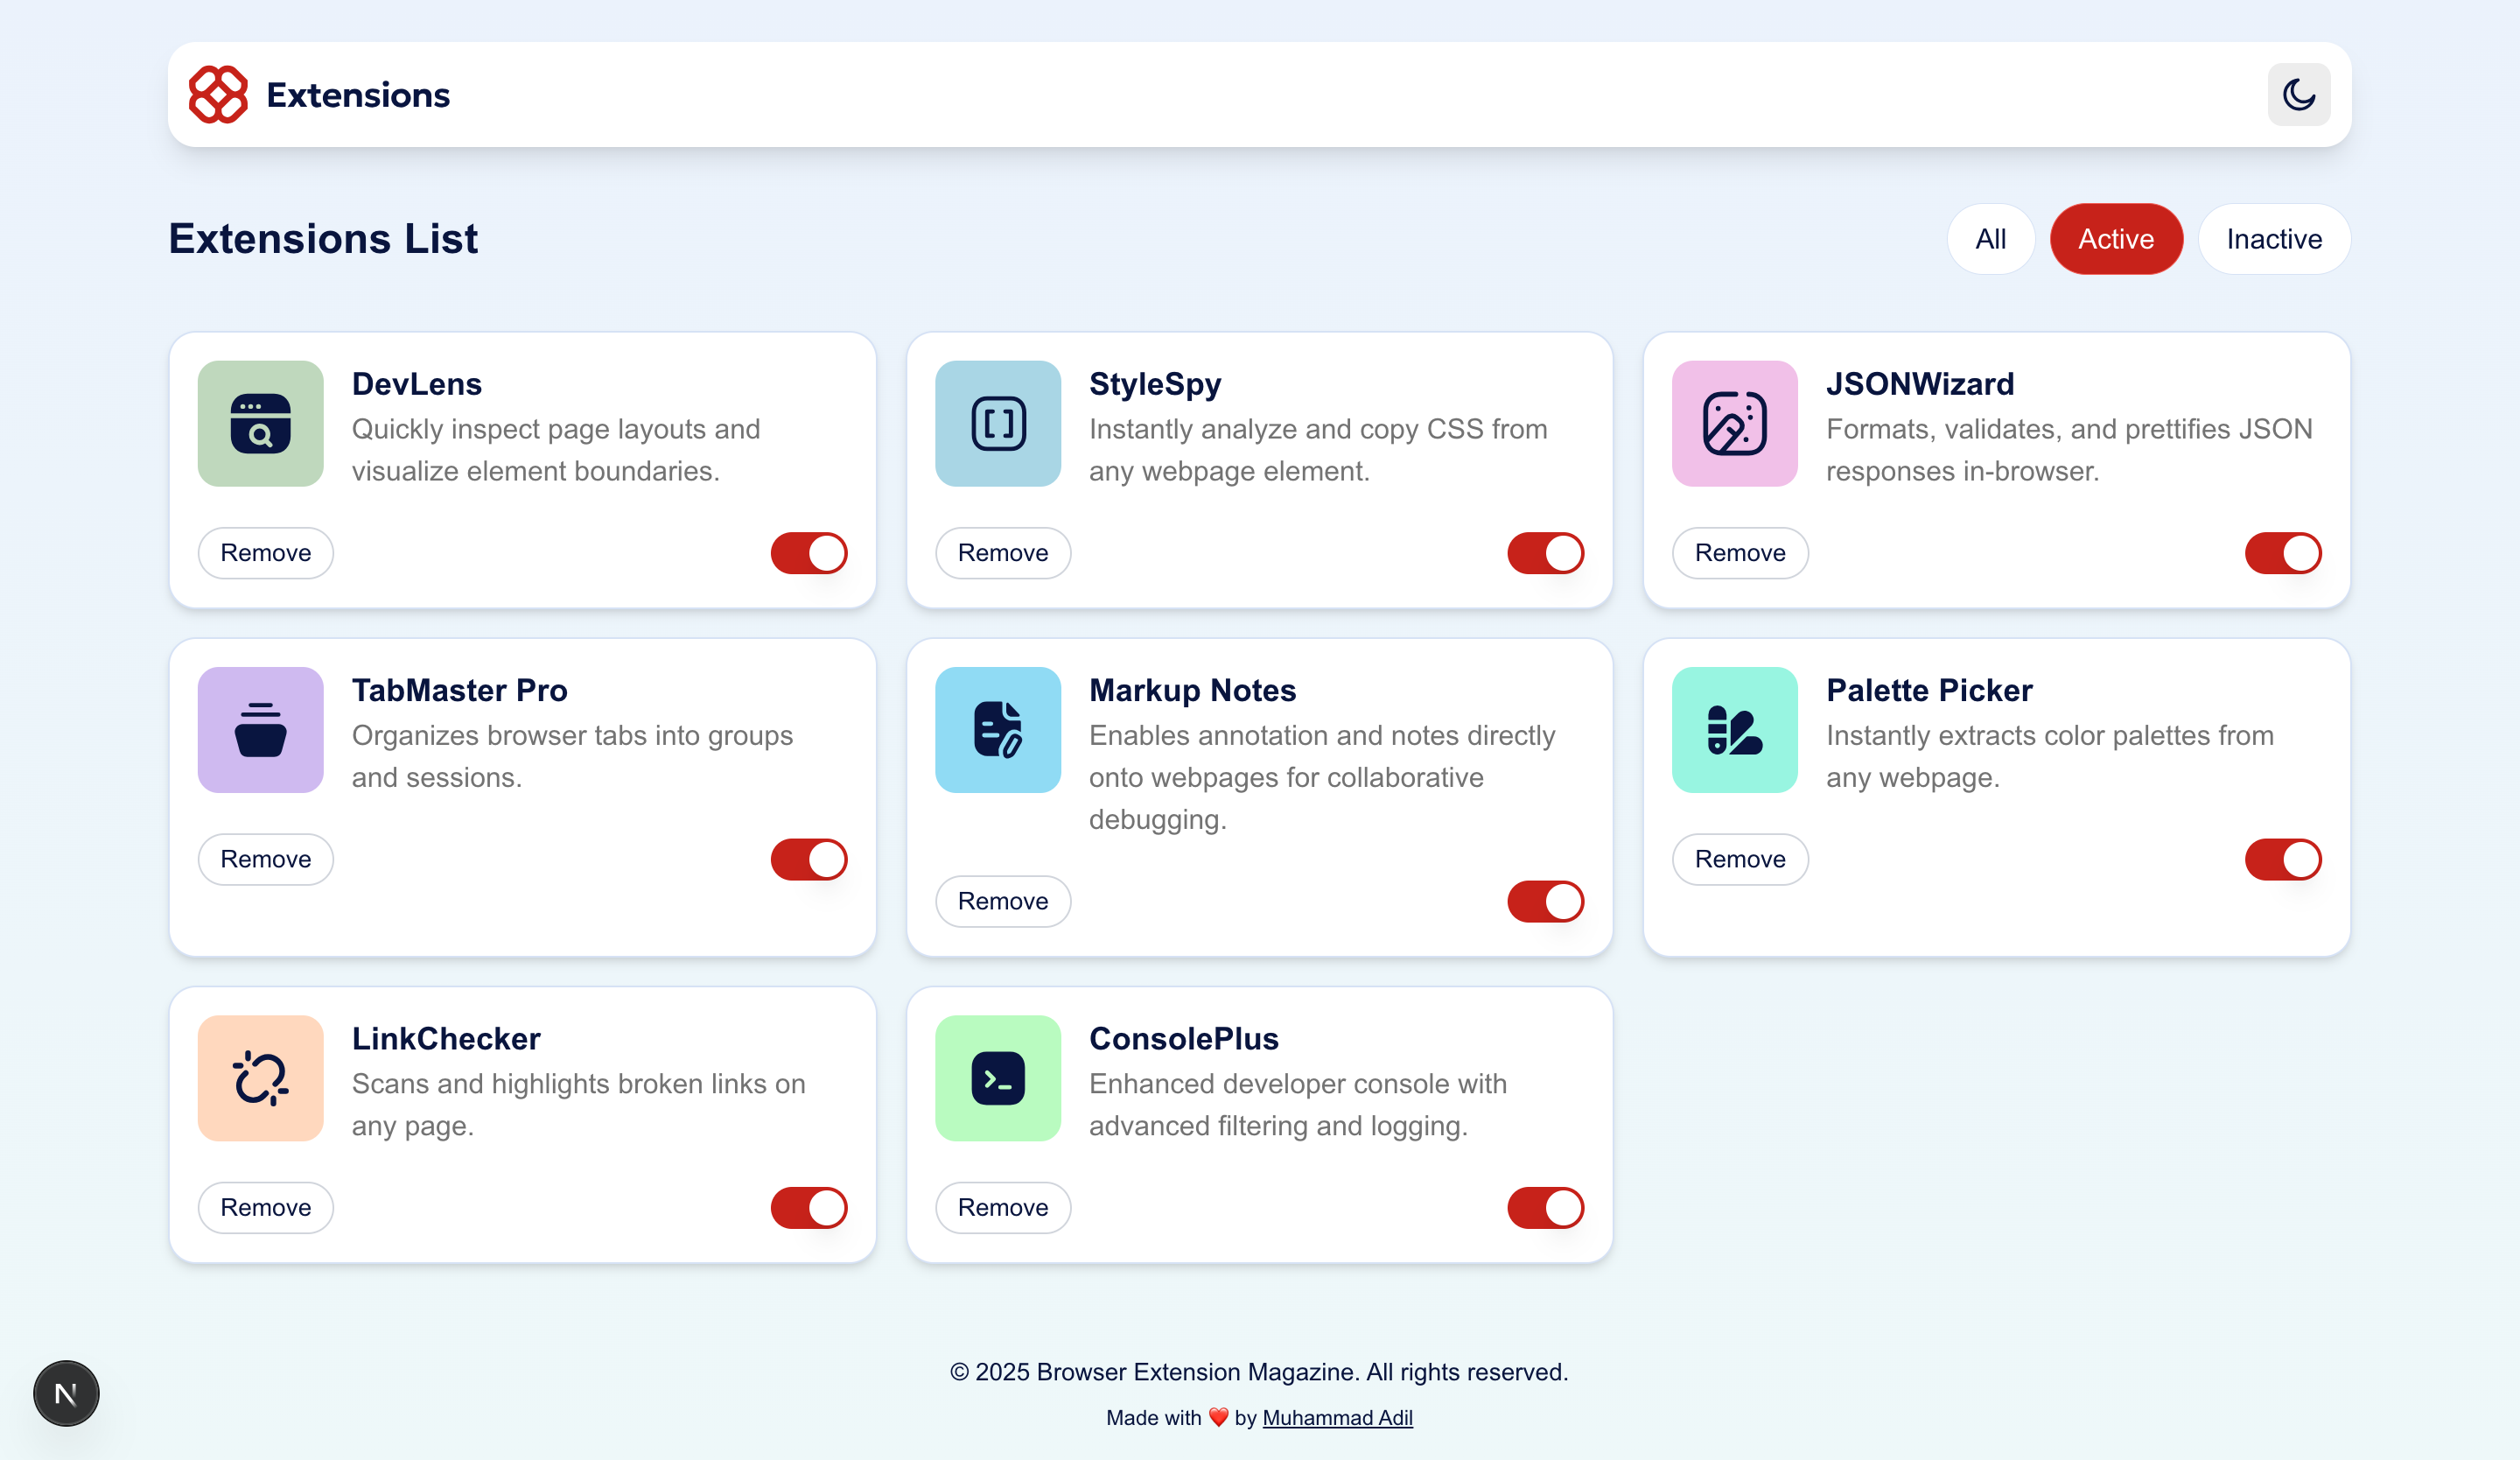 Extensions
Extensions List
All
Active
Inactive
DevLens
Quickly inspect page layouts and
visualize element boundaries.
Remove
StyleSpy
Instantly analyze and copy CSS from
any webpage element.
Remove
JSONWizard
Formats, validates, and prettifies JSON
responses in-browser.
Remove
TabMaster Pro
Organizes browser tabs into groups
and sessions.
Remove
Markup Notes
Enables annotation and notes directly
onto webpages for collaborative
debugging.
Remove
Palette Picker
Instantly extracts color palettes from
any webpage.
Remove
LinkChecker
Scans and highlights broken links on
any page.
Remove
ConsolePlus
Enhanced developer console with
advanced filtering and logging.
Remove
© 2025 Browser Extension Magazine. All rights reserved.
Made with ❤️ by Muhammad Adil
N